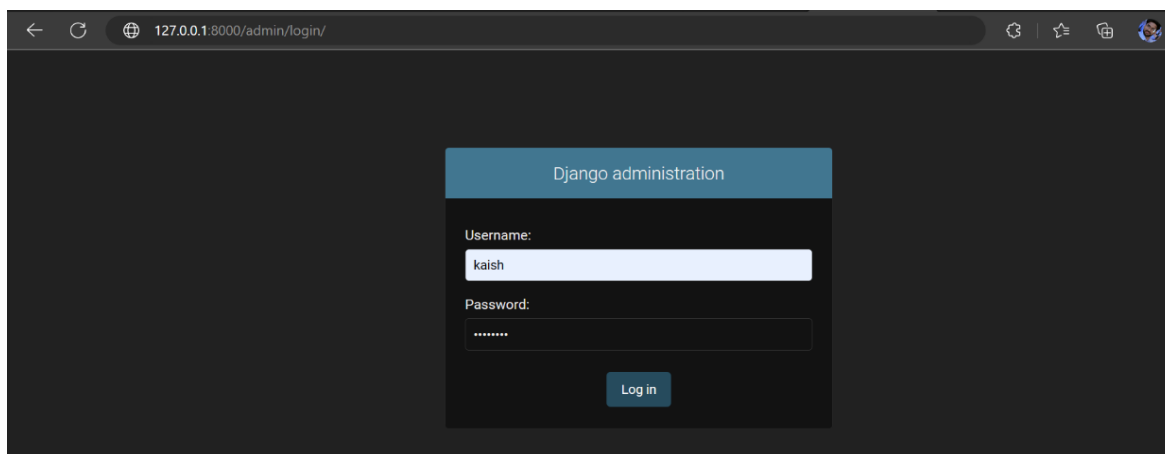 127.0.0.1:8000/admin/login/
Django administration
Username:
kaish
Password:
••••••••
Log in